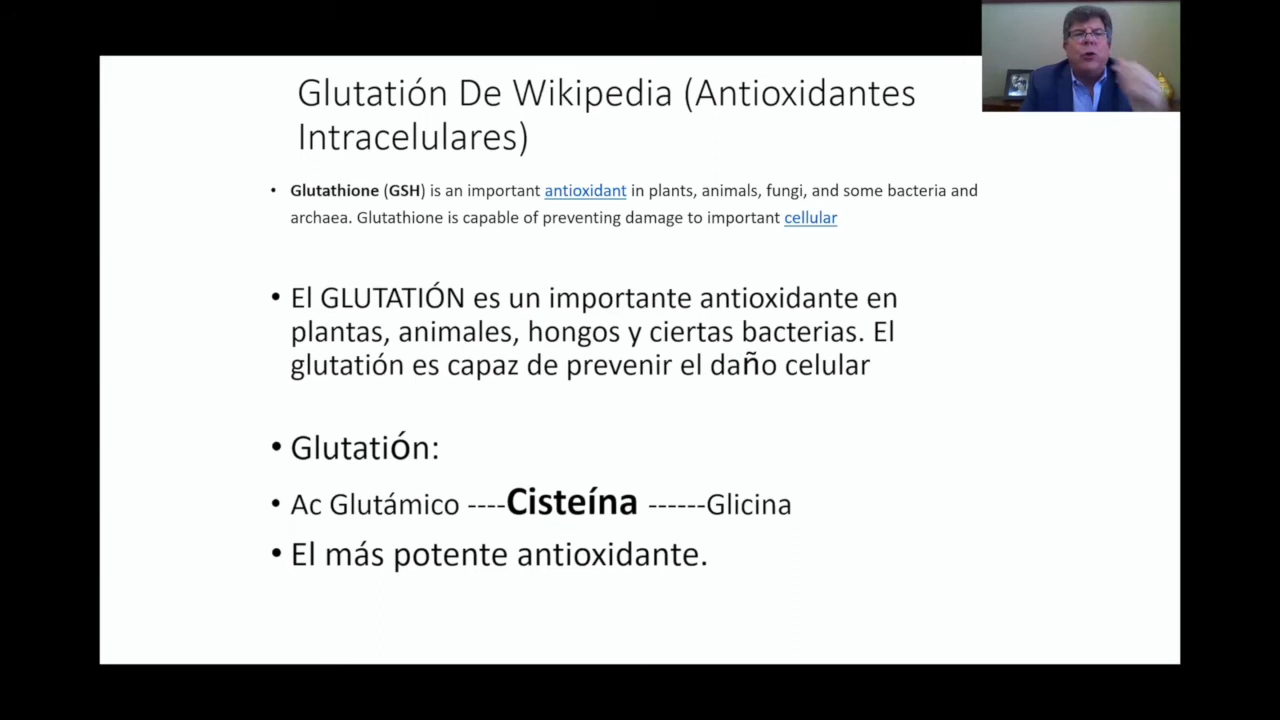 Glutatión De Wikipedia (Antioxidantes
Intracelulares)
• Glutathione (GSH) is an important antioxidant in plants, animals, fungi, and some bacteria and
archaea. Glutathione is capable of preventing damage to important cellular
• El GLUTATIÓN es un importante antioxidante en
plantas, animales, hongos y ciertas bacterias. El
glutatión es capaz de prevenir el daño celular
• Glutatión:
• Ac Glutámico ----Cisteína ------Glicina
• El más potente antioxidante.